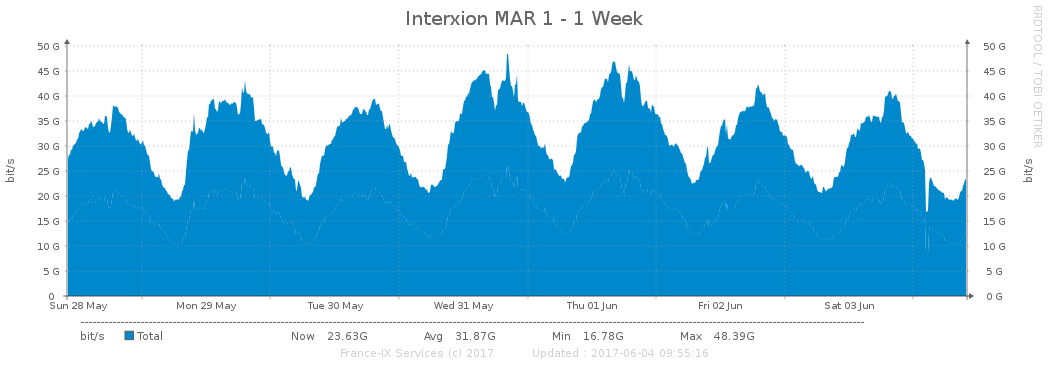 Interxion MAR 1 - 1 Week
RRDTOOL / TOBI OETIKER
bit/s
50 G 50 G
45 G 45 G
40 G 40 G
35 G 35 G
30 G 30 G
25 G 25 G
20 G 20 G
15 G 15 G
10 G 10 G
5 G 5 G
0 0 G
bit/s
Sun 28 May Mon 29 May Tue 30 May Wed 31 May Thu 01 Jun Fri 02 Jun Sat 03 Jun
bit/s Total Now 23.63G Avg 31.87G Min 16.78G Max 48.39G
France-IX Services (c) 2017 Updated : 2017-06-04 09:55:16